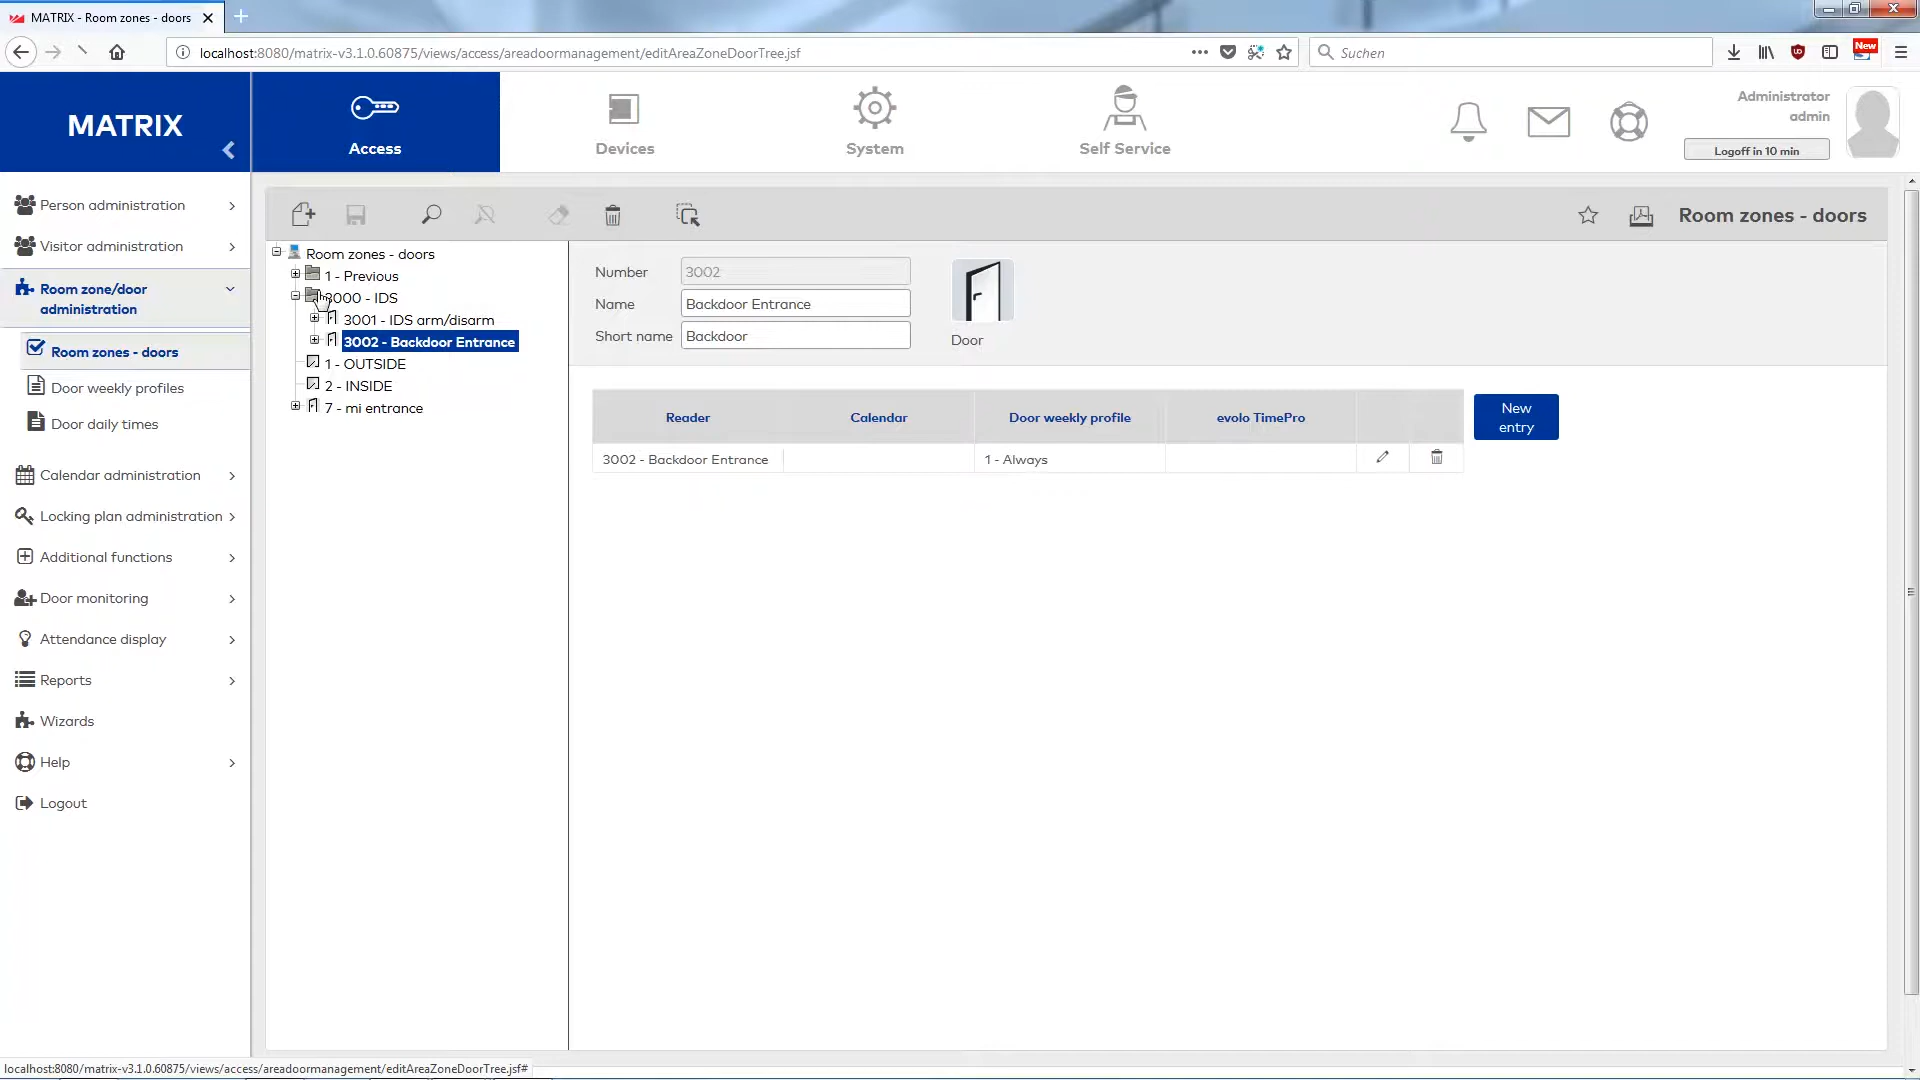 MATRIX - Room zones - doors
localhost:8080/matrix-v3.1.0.60875/views/access/areadoormanagement/editAreaZoneDoorTree.jsf
Suchen
New
MATRIX
Access
Devices
System
Self Service
Administrator
admin
Logoff in 10 min
Person administration
Visitor administration
Room zone/door
administration
Room zones - doors
Door weekly profiles
Door daily times
Calendar administration
Locking plan administration
Additional functions
Door monitoring
Attendance display
Reports
Wizards
Help
Logout
Room zones - doors
Room zones - doors
1 - Previous
3000 - IDS
3001 - IDS arm/disarm
3002 - Backdoor Entrance
1 - OUTSIDE
2 - INSIDE
7 - mi entrance
Number 3002
Name Backdoor Entrance
Short name Backdoor
Door
Reader Calendar Door weekly profile evolo TimePro
3002 - Backdoor Entrance 1 - Always
New
entry
localhost:8080/matrix-v3.1.0.60875/views/access/areadoormanagement/editAreaZoneDoorTree.jsf#